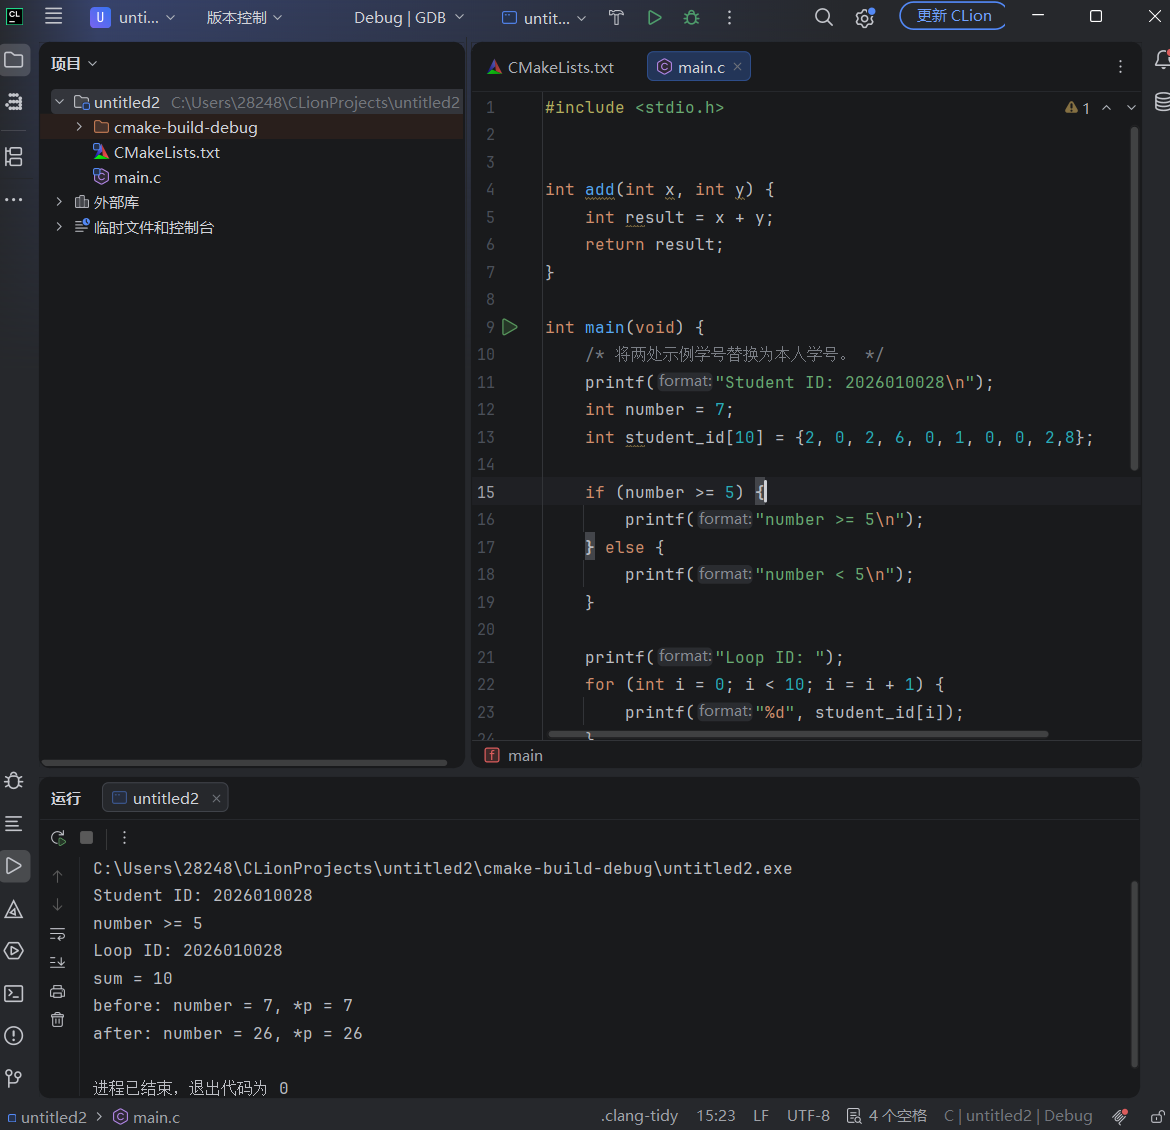 CL
U unti... 版本控制 Debug | GDB untit... 更新 CLion
项目
untitled2 C:\Users\28248\CLionProjects\untitled2
cmake-build-debug
CMakeLists.txt
main.c
外部库
临时文件和控制台
CMakeLists.txt main.c
1 #include <stdio.h> 1
2
3
4 int add(int x, int y) {
5 int result = x + y;
6 return result;
7 }
8
9 int main(void) {
10 /* 将两处示例学号替换为本人学号。 */
11 printf(format:"Student ID: 2026010028\n");
12 int number = 7;
13 int student_id[10] = {2, 0, 2, 6, 0, 1, 0, 0, 2,8};
14
15 if (number >= 5) {
16 printf(format:"number >= 5\n");
17 } else {
18 printf(format:"number < 5\n");
19 }
20
21 printf(format:"Loop ID: ");
22 for (int i = 0; i < 10; i = i + 1) {
23 printf(format:"%d", student_id[i]);
24 }
f main
运行 untitled2
C:\Users\28248\CLionProjects\untitled2\cmake-build-debug\untitled2.exe
Student ID: 2026010028
number >= 5
Loop ID: 2026010028
sum = 10
before: number = 7, *p = 7
after: number = 26, *p = 26
进程已结束，退出代码为 0
untitled2 > main.c .clang-tidy 15:23 LF UTF-8 4 个空格 C | untitled2 | Debug